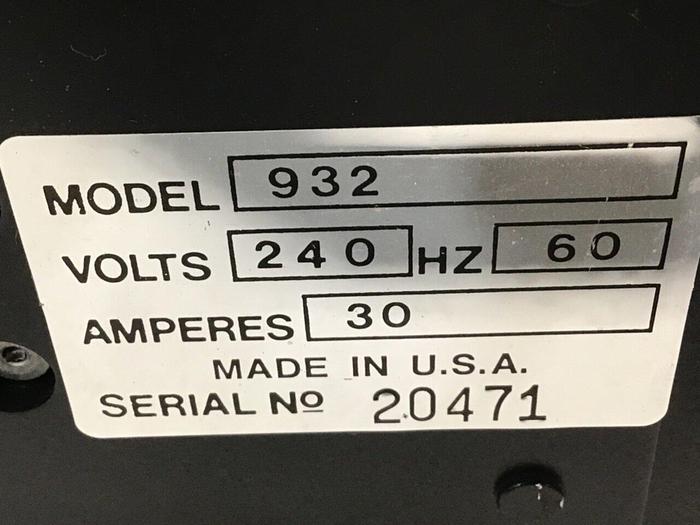 MODEL 932
VOLTS 240 HZ 60
AMPERES 30
MADE IN U.S.A.
SERIAL Nº 20471